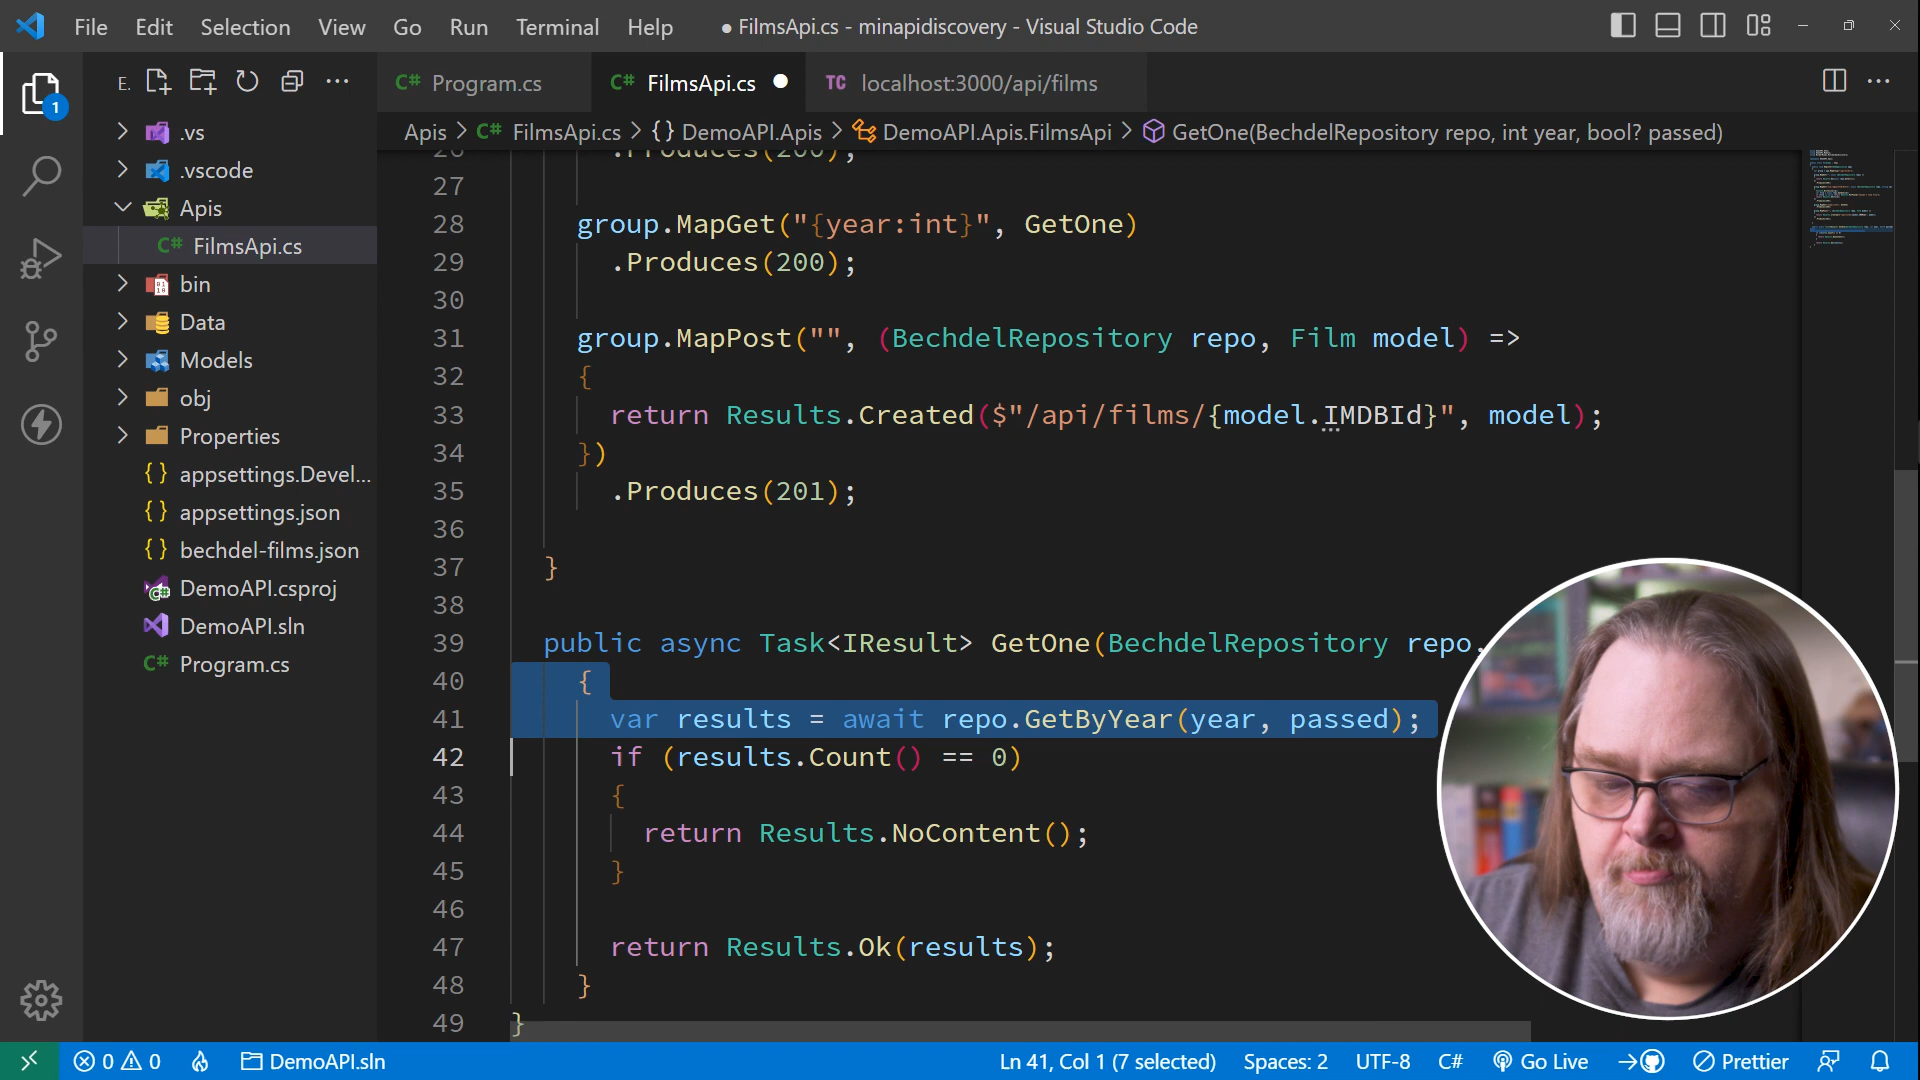 File Edit Selection View Go Run Terminal Help
● FilmsApi.cs - minapidiscovery - Visual Studio Code
E.
C# Program.cs
C# FilmsApi.cs
TC localhost:3000/api/films
Apis > C# FilmsApi.cs > {} DemoAPI.Apis > DemoAPI.Apis.FilmsApi > GetOne(BechdelRepository repo, int year, bool? passed)
1
.vs
.vscode
Apis
C# FilmsApi.cs
bin
Data
Models
obj
Properties
{} appsettings.Devel...
{} appsettings.json
{} bechdel-films.json
DemoAPI.csproj
DemoAPI.sln
C# Program.cs
26 .Produces(200);
27
28 group.MapGet("{year:int}", GetOne)
29 .Produces(200);
30
31 group.MapPost("", (BechdelRepository repo, Film model) =>
32 {
33 return Results.Created($"/api/films/{model.IMDBId}", model);
34 })
35 .Produces(201);
36
37 }
38
39 public async Task<IResult> GetOne(BechdelRepository repo,
40 {
41 var results = await repo.GetByYear(year, passed);
42 if (results.Count() == 0)
43 {
44 return Results.NoContent();
45 }
46
47 return Results.Ok(results);
48 }
49 }
0 0 DemoAPI.sln
Ln 41, Col 1 (7 selected) Spaces: 2 UTF-8 C# Go Live Prettier